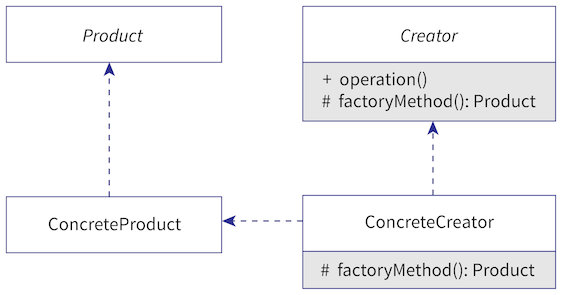 Product
Creator
+ operation()
# factoryMethod(): Product
ConcreteProduct
ConcreteCreator
# factoryMethod(): Product